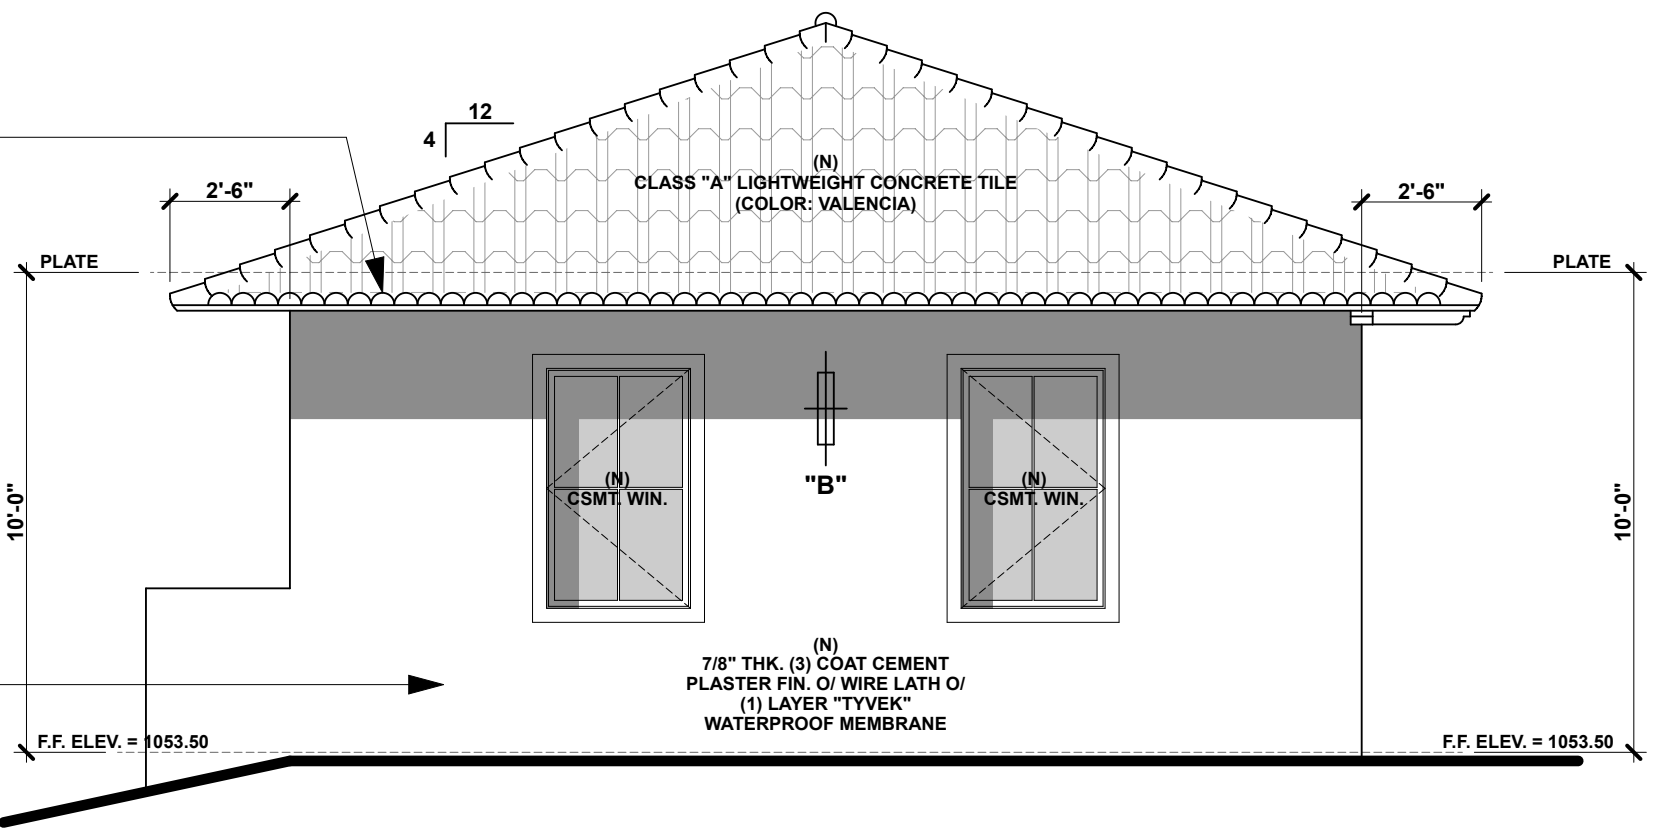 12
4
(N)
CLASS "A" LIGHTWEIGHT CONCRETE TILE
(COLOR: VALENCIA)
2'-6"
2'-6"
PLATE
PLATE
10'-0"
10'-0"
(N)
CSMT. WIN.
"B"
(N)
CSMT. WIN.
(N)
7/8" THK. (3) COAT CEMENT
PLASTER FIN. O/ WIRE LATH O/
(1) LAYER "TYVEK"
WATERPROOF MEMBRANE
F.F. ELEV. = 1053.50
F.F. ELEV. = 1053.50